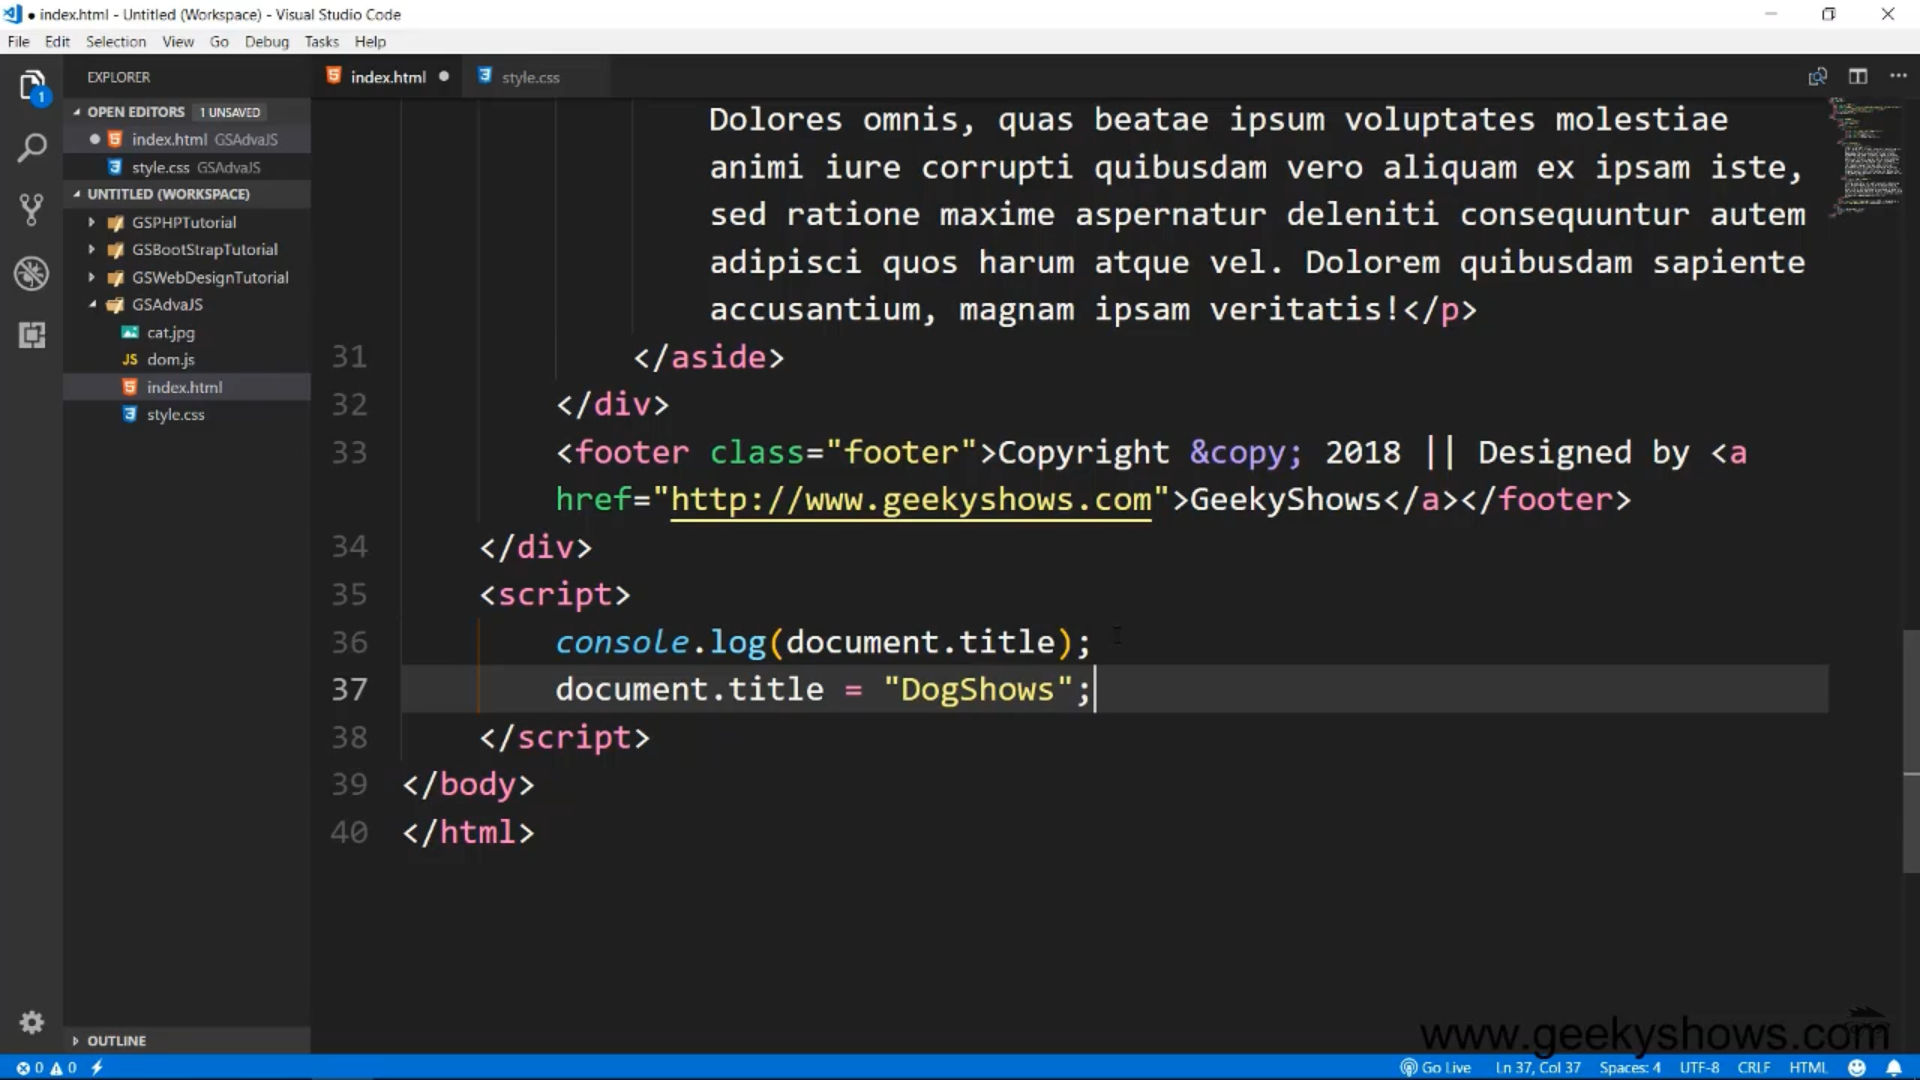 index.html - Untitled (Workspace) - Visual Studio Code
File Edit Selection View Go Debug Tasks Help
1
EXPLORER
OPEN EDITORS 1 UNSAVED
index.html GSAdvaJS
style.css GSAdvaJS
UNTITLED (WORKSPACE)
GSPHPTutorial
GSBootStrapTutorial
GSWebDesignTutorial
GSAdvaJS
cat.jpg
JS dom.js
index.html
style.css
OUTLINE
index.html style.css
Dolores omnis, quas beatae ipsum voluptates molestiae
animi iure corrupti quibusdam vero aliquam ex ipsam iste,
sed ratione maxime aspernatur deleniti consequuntur autem
adipisci quos harum atque vel. Dolorem quibusdam sapiente
accusantium, magnam ipsam veritatis!</p>
31 </aside>
32 </div>
33 <footer class="footer">Copyright &copy; 2018 || Designed by <a
href="http://www.geekyshows.com">GeekyShows</a></footer>
34 </div>
35 <script>
36 console.log(document.title);
37 document.title = "DogShows";
38 </script>
39 </body>
40 </html>
www.geekyshows.com
0 0 Go Live Ln 37, Col 37 Spaces: 4 UTF-8 CRLF HTML